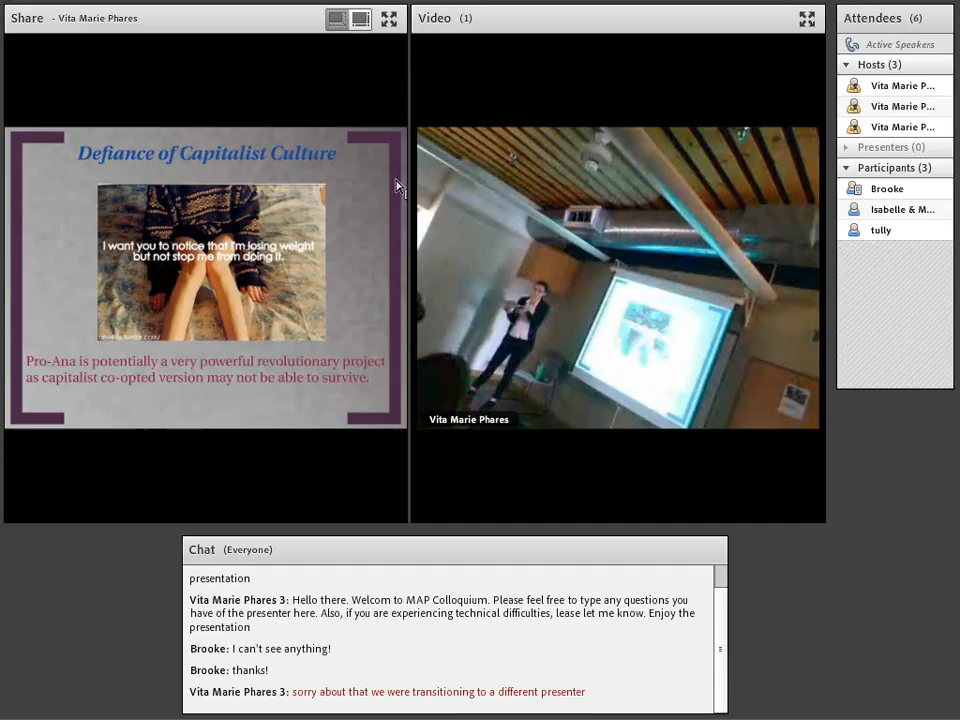 Share - Vita Marie Phares
Video (1)
Attendees (6)
Active Speakers
Hosts (3)
Vita Marie P...
Vita Marie P...
Vita Marie P...
Presenters (0)
Participants (3)
Brooke
Isabelle & M...
tully
Defiance of Capitalist Culture
I want you to notice that I'm losing weight
but not stop me from doing it.
Pro-Ana is potentially a very powerful revolutionary project
as capitalist co-opted version may not be able to survive.
Vita Marie Phares
Chat (Everyone)
presentation
Vita Marie Phares 3: Hello there. Welcom to MAP Colloquium. Please feel free to type any questions you
have of the presenter here. Also, if you are experiencing technical difficulties, lease let me know. Enjoy the
presentation
Brooke: I can't see anything!
Brooke: thanks!
Vita Marie Phares 3: sorry about that we were transitioning to a different presenter